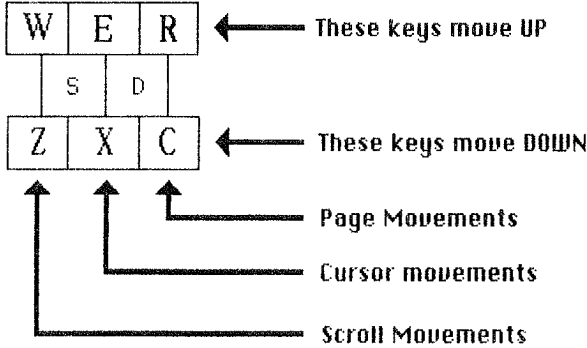 W E R These keys move UP
S D
Z X C These keys move DOWN
Page Movements
Cursor movements
Scroll Movements